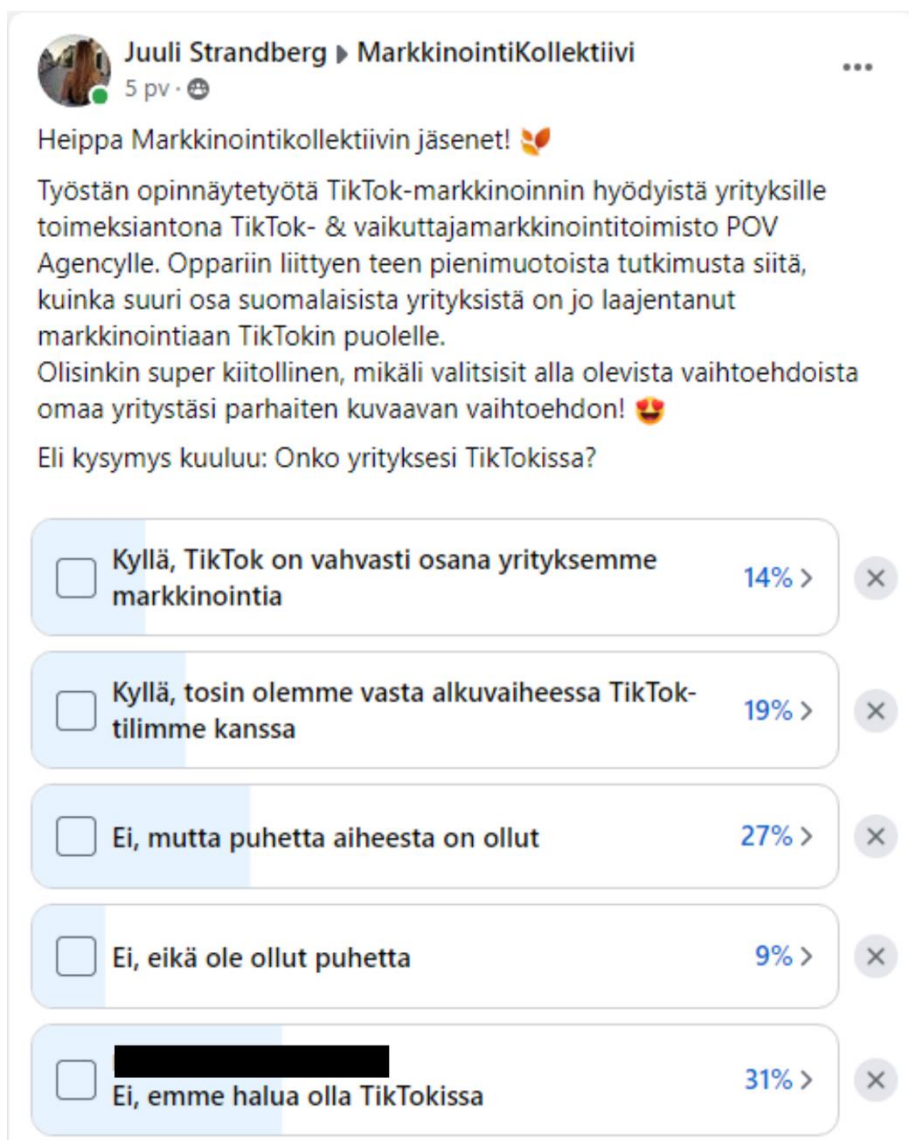 Juuli Strandberg MarkkinointiKollektiivi
5 pv ·
Heippa Markkinointikollektiivin jäsenet!
Työstän opinnäytetyötä TikTok-markkinoinnin hyödyistä yrityksille
toimeksiantona TikTok- & vaikuttajamarkkinointitoimisto POV
Agencylle. Oppariin liittyen teen pienimuotoista tutkimusta siitä,
kuinka suuri osa suomalaisista yrityksistä on jo laajentanut
markkinointiaan TikTokin puolelle.
Olisinkin super kiitollinen, mikäli valitsisit alla olevista vaihtoehdoista
omaa yritystäsi parhaiten kuvaavan vaihtoehdon! 😍
Eli kysymys kuuluu: Onko yrityksesi TikTokissa?
Kyllä, TikTok on vahvasti osana yrityksemme
markkinointia
14%
Kyllä, tosin olemme vasta alkuvaiheessa TikTok-
tilimme kanssa
19%
Ei, mutta puhetta aiheesta on ollut
27%
Ei, eikä ole ollut puhetta
9%
Ei, emme halua olla TikTokissa
31%